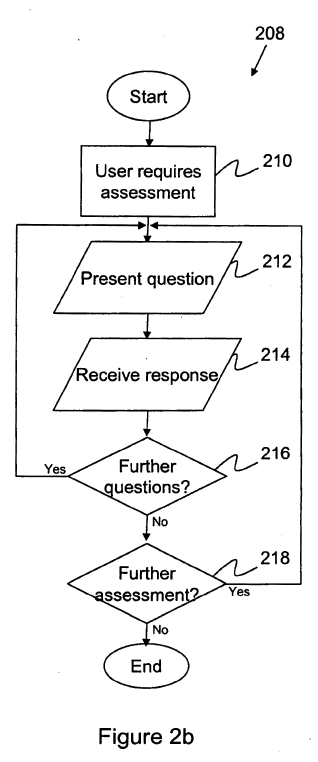 208
Start
User requires
assessment
210
Present question
212
Receive response
214
Further
questions?
216
Yes
No
Further
assessment?
218
Yes
No
End
Figure 2b